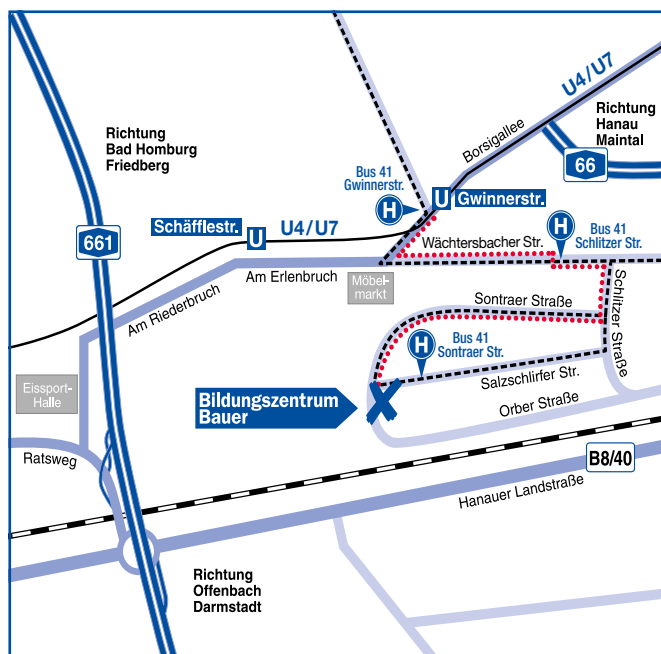 U4/U7
Richtung
Bad Homburg
Friedberg
Borsigallee
Richtung
Hanau
Maintal
66
Bus 41
Gwinnerstr.
H
U
Gwinnerstr.
661
Schäfflestr.
U
U4/U7
Wächtersbacher Str.
H
Bus 41
Schlitzer Str.
Am Erlenbruch
Möbel-
markt
Am Riederbruch
Sontraer Straße
Schlitzer Straße
H
Bus 41
Sontraer Str.
Eissport-
Halle
Bildungszentrum
Bauer
Salzschlirfer Str.
Orber Straße
Ratsweg
B8/40
Hanauer Landstraße
Richtung
Offenbach
Darmstadt